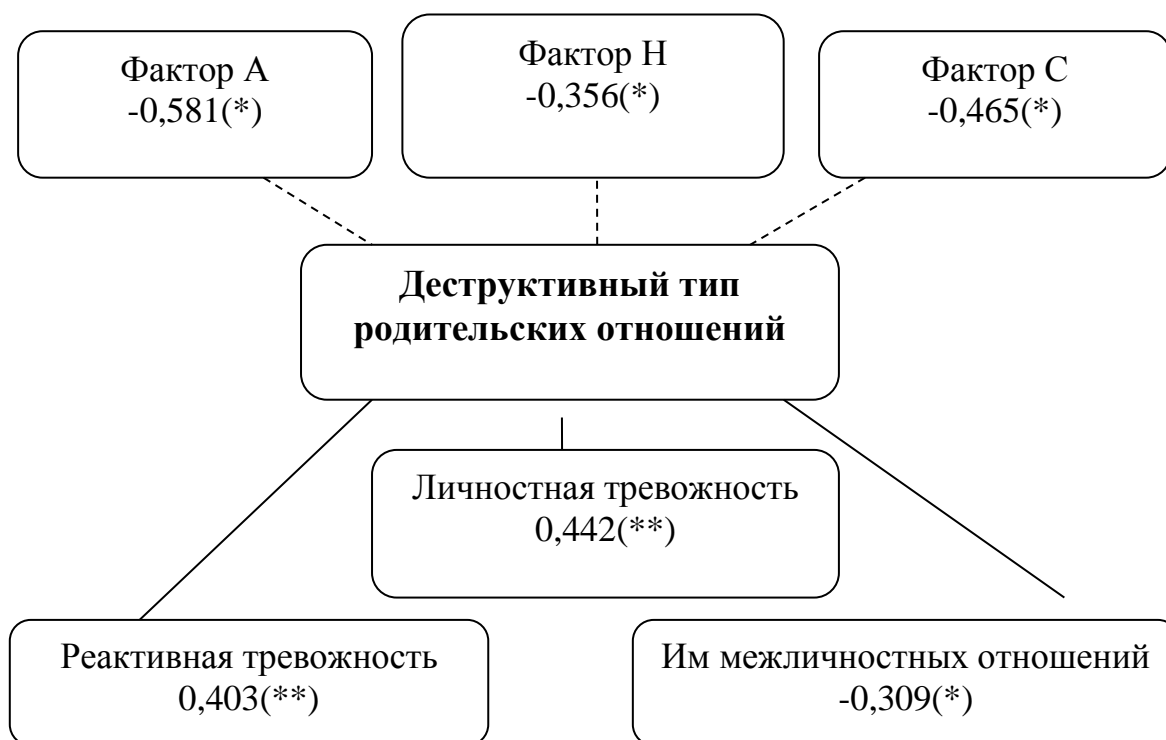 Фактор А
-0,581(*)
Фактор Н
-0,356(*)
Фактор С
-0,465(*)
Деструктивный тип
родительских отношений
Личностная тревожность
0,442(**)
Реактивная тревожность
0,403(**)
Им межличностных отношений
-0,309(*)